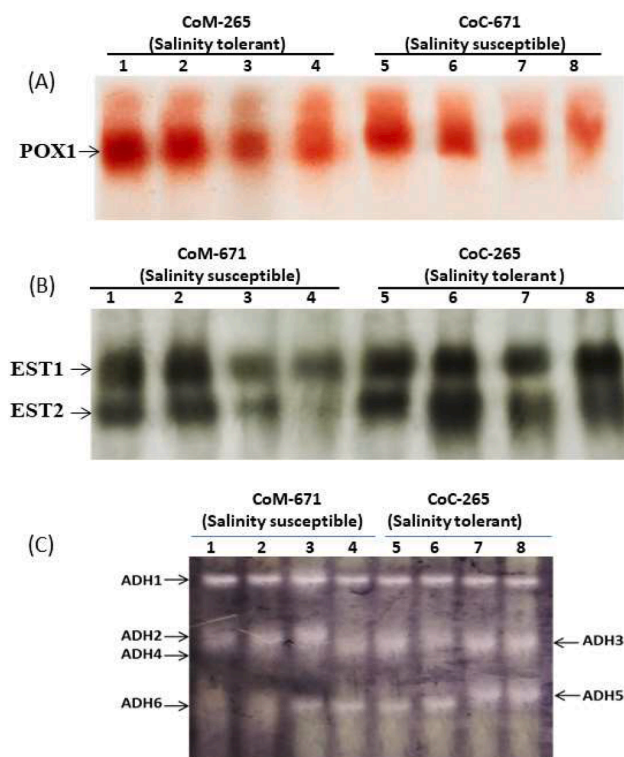 CoM-265 CoC-671
(Salinity tolerant) (Salinity susceptible)
1 2 3 4 5 6 7 8
(A)
POX1
CoM-671 CoC-265
(Salinity susceptible) (Salinity tolerant )
(B)
1 2 3 4 5 6 7 8
EST1
EST2
CoM-671 CoC-265
(Salinity susceptible) (Salinity tolerant)
(C)
1 2 3 4 5 6 7 8
ADH1
ADH2 ADH3
ADH4
ADH5
ADH6